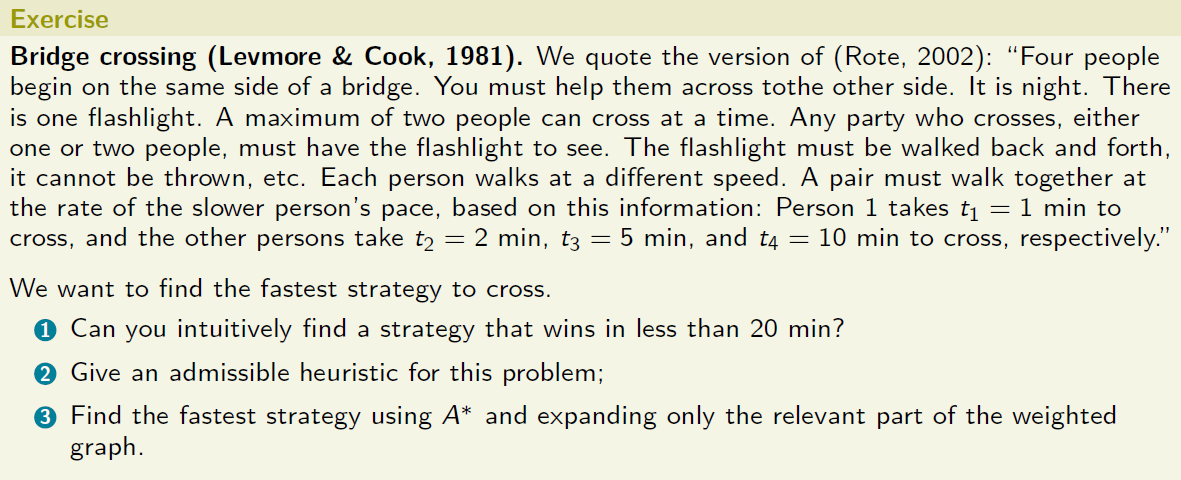 Exercise
Bridge crossing (Levmore & Cook, 1981). We quote the version of (Rote, 2002): “Four people
begin on the same side of a bridge. You must help them across tothe other side. It is night. There
is one flashlight. A maximum of two people can cross at a time. Any party who crosses, either
one or two people, must have the flashlight to see. The flashlight must be walked back and forth,
it cannot be thrown, etc. Each person walks at a different speed. A pair must walk together at
the rate of the slower person’s pace, based on this information: Person 1 takes t₁ = 1 min to
cross, and the other persons take t₂ = 2 min, t₃ = 5 min, and t₄ = 10 min to cross, respectively.”
We want to find the fastest strategy to cross.
1 Can you intuitively find a strategy that wins in less than 20 min?
2 Give an admissible heuristic for this problem;
3 Find the fastest strategy using A* and expanding only the relevant part of the weighted
graph.